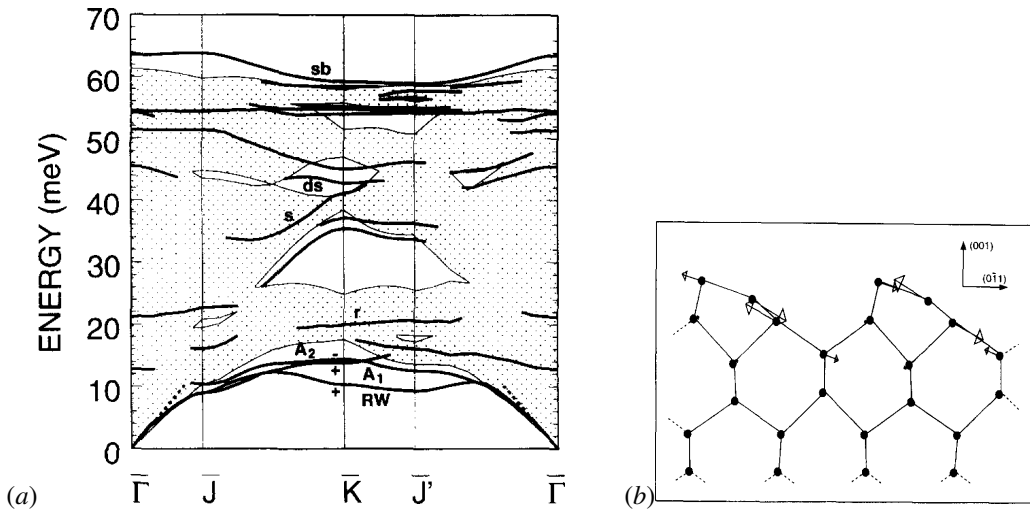 70
60
50
40
30
20
10
0
ENERGY (meV)
sb
ds
s
r
A2
-
+
A1
+
RW
Γ̅ J̅ K̅ J̅' Γ̅
(a)
(001)
(01̅1)
(b)